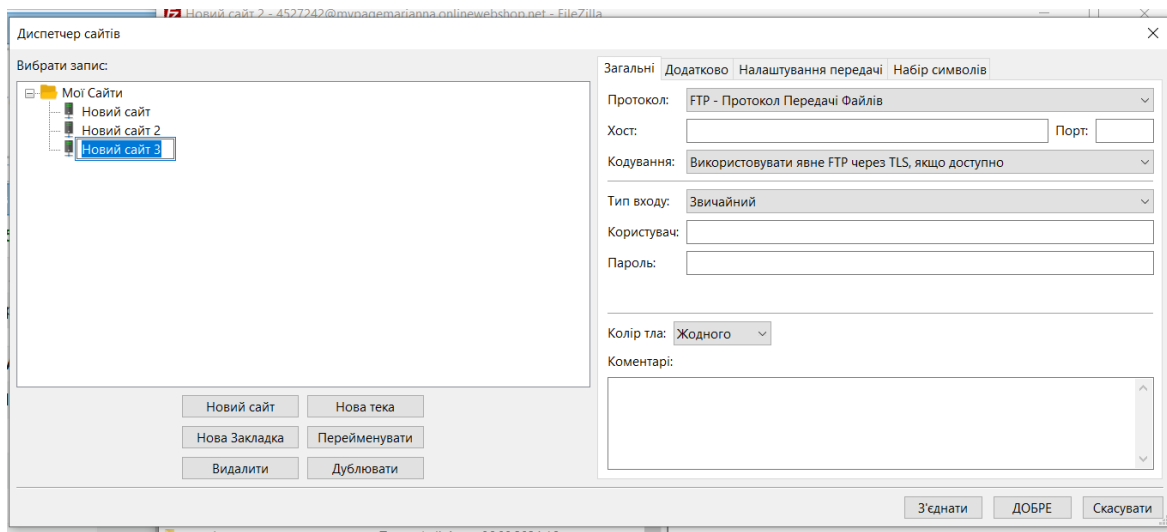 Новий сайт 2 - 4527242@mypagemarianna.onlinewebshop.net - FileZilla
Диспетчер сайтів
Вибрати запис:
Мої Сайти
Новий сайт
Новий сайт 2
Новий сайт 3
Новий сайт
Нова тека
Нова Закладка
Перейменувати
Видалити
Дублювати
Загальні Додатково Налаштування передачі Набір символів
Протокол: FTP - Протокол Передачі Файлів
Хост: Порт:
Кодування: Використовувати явне FTP через TLS, якщо доступно
Тип входу: Звичайний
Користувач:
Пароль:
Колір тла: Жодного
Коментарі:
З'єднати ДОБРЕ Скасувати